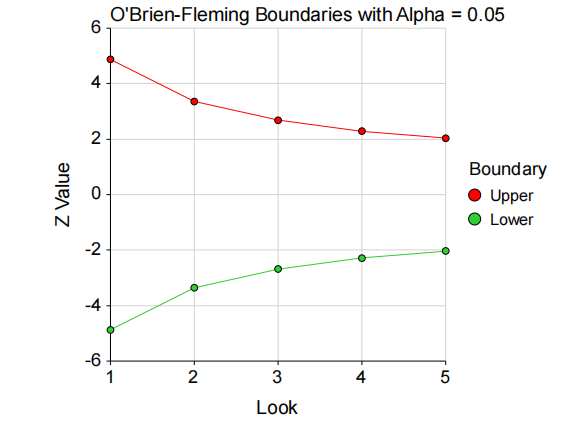 O'Brien-Fleming Boundaries with Alpha = 0.05
6
4
2
0
-2
-4
-6
Z Value
1 2 3 4 5
Look
Boundary
Upper
Lower